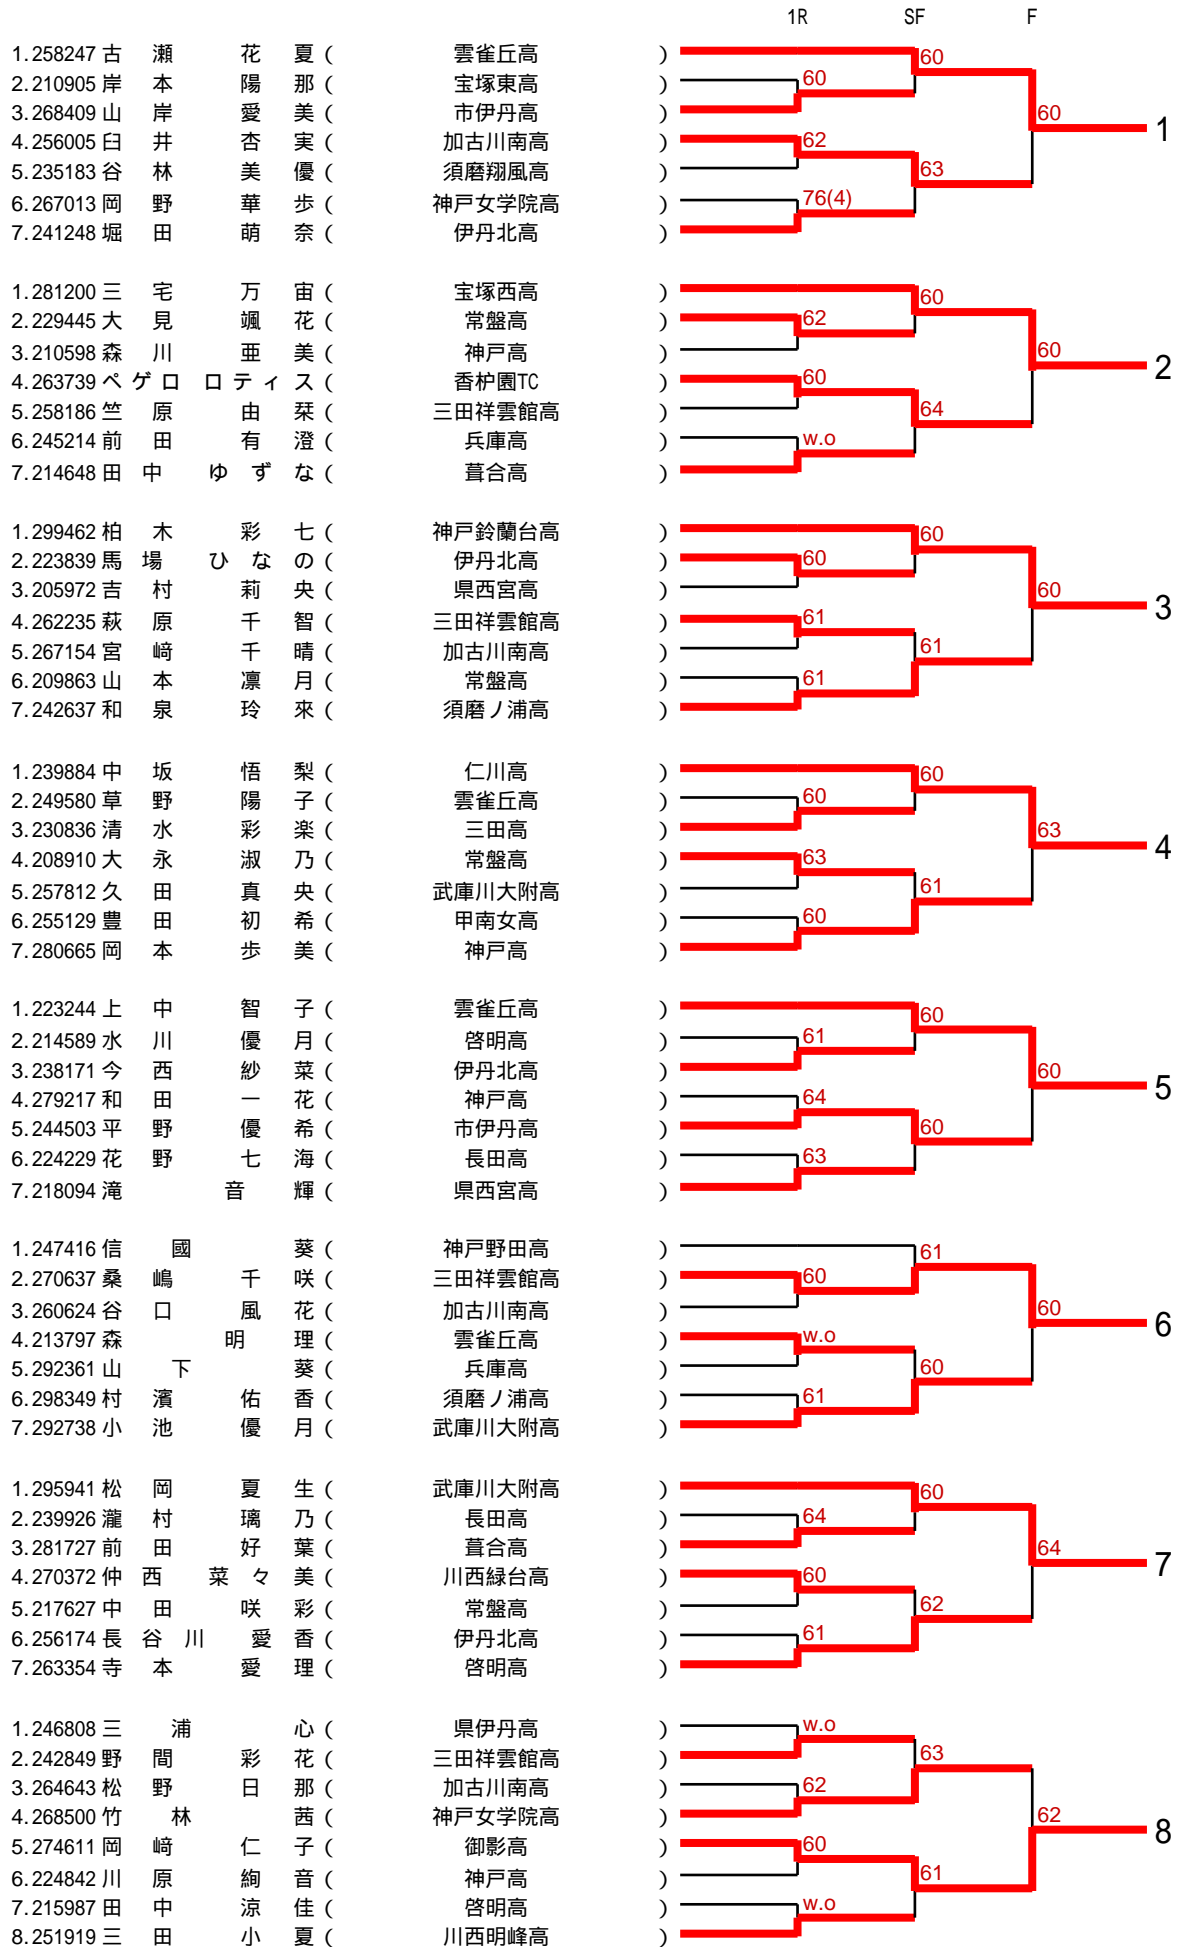 1R SF F
1.258247 古瀬 花夏 ( 雲雀丘高 ) 60
2.210905 岸本 陽那 ( 宝塚東高 ) 60
3.268409 山岸 愛美 ( 市伊丹高 ) 60 1
4.256005 臼井 杏実 ( 加古川南高 ) 62
5.235183 谷林 美優 ( 須磨翔風高 ) 63
6.267013 岡野 華歩 ( 神戸女学院高 ) 76(4)
7.241248 堀田 萌奈 ( 伊丹北高 )
1.281200 三宅 万宙 ( 宝塚西高 ) 60
2.229445 大見 颯花 ( 常盤高 ) 62
3.210598 森川 亜美 ( 神戸高 ) 60 2
4.263739 ペゲロ ロティス ( 香枦園TC ) 60
5.258186 竺原 由栞 ( 三田祥雲館高 ) 64
6.245214 前田 有澄 ( 兵庫高 ) w.o
7.214648 田中 ゆずな ( 葺合高 )
1.299462 柏木 彩七 ( 神戸鈴蘭台高 ) 60
2.223839 馬場 ひなの ( 伊丹北高 ) 60
3.205972 吉村 莉央 ( 県西宮高 ) 60 3
4.262235 萩原 千智 ( 三田祥雲館高 ) 61
5.267154 宮﨑 千晴 ( 加古川南高 ) 61
6.209863 山本 凛月 ( 常盤高 ) 61
7.242637 和泉 玲來 ( 須磨ノ浦高 )
1.239884 中坂 悟梨 ( 仁川高 ) 60
2.249580 草野 陽子 ( 雲雀丘高 ) 60
3.230836 清水 彩楽 ( 三田高 ) 63 4
4.208910 大永 淑乃 ( 常盤高 ) 63
5.257812 久田 真央 ( 武庫川大附高 ) 61
6.255129 豊田 初希 ( 甲南女高 ) 60
7.280665 岡本 歩美 ( 神戸高 )
1.223244 上中 智子 ( 雲雀丘高 ) 60
2.214589 水川 優月 ( 啓明高 ) 61
3.238171 今西 紗菜 ( 伊丹北高 ) 60 5
4.279217 和田 一花 ( 神戸高 ) 64
5.244503 平野 優希 ( 市伊丹高 ) 60
6.224229 花野 七海 ( 長田高 ) 63
7.218094 滝 音輝 ( 県西宮高 )
1.247416 信國 葵 ( 神戸野田高 ) 61
2.270637 桑嶋 千咲 ( 三田祥雲館高 ) 60
3.260624 谷口 風花 ( 加古川南高 ) 60 6
4.213797 森 明理 ( 雲雀丘高 ) w.o
5.292361 山下 葵 ( 兵庫高 ) 60
6.298349 村濱 佑香 ( 須磨ノ浦高 ) 61
7.292738 小池 優月 ( 武庫川大附高 )
1.295941 松岡 夏生 ( 武庫川大附高 ) 60
2.239926 瀧村 璃乃 ( 長田高 ) 64
3.281727 前田 好葉 ( 葺合高 ) 64 7
4.270372 仲西 菜々美 ( 川西緑台高 ) 60
5.217627 中田 咲彩 ( 常盤高 ) 62
6.256174 長谷川 愛香 ( 伊丹北高 ) 61
7.263354 寺本 愛理 ( 啓明高 )
1.246808 三浦 心 ( 県伊丹高 ) w.o
2.242849 野間 彩花 ( 三田祥雲館高 ) 63
3.264643 松野 日那 ( 加古川南高 ) 62
4.268500 竹林 茜 ( 神戸女学院高 ) 62 8
5.274611 岡﨑 仁子 ( 御影高 ) 60
6.224842 川原 絢音 ( 神戸高 ) 61
7.215987 田中 涼佳 ( 啓明高 ) w.o
8.251919 三田 小夏 ( 川西明峰高 )